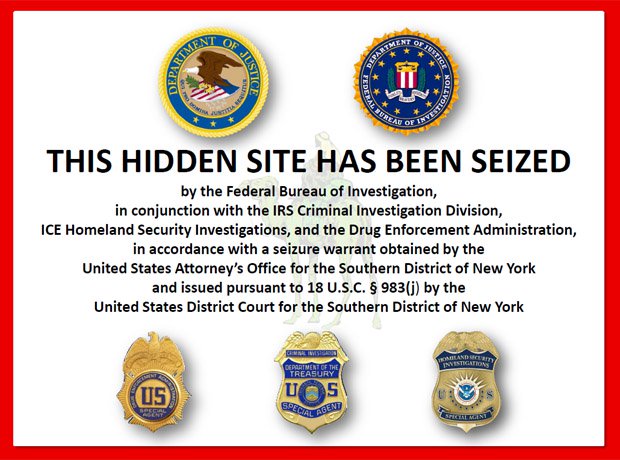 DEPARTMENT OF JUSTICE
QUI PRO DOMINA JUSTITIA SEQUITUR
DEPARTMENT OF JUSTICE
FEDERAL BUREAU OF INVESTIGATION
THIS HIDDEN SITE HAS BEEN SEIZED
by the Federal Bureau of Investigation,
in conjunction with the IRS Criminal Investigation Division,
ICE Homeland Security Investigations, and the Drug Enforcement Administration,
in accordance with a seizure warrant obtained by the
United States Attorney’s Office for the Southern District of New York
and issued pursuant to 18 U.S.C. § 983(j) by the
United States District Court for the Southern District of New York
US
SPECIAL AGENT
CRIMINAL INVESTIGATION
DEPARTMENT OF THE
TREASURY
U S
SPECIAL AGENT
HOMELAND SECURITY
INVESTIGATIONS
U S
SPECIAL AGENT